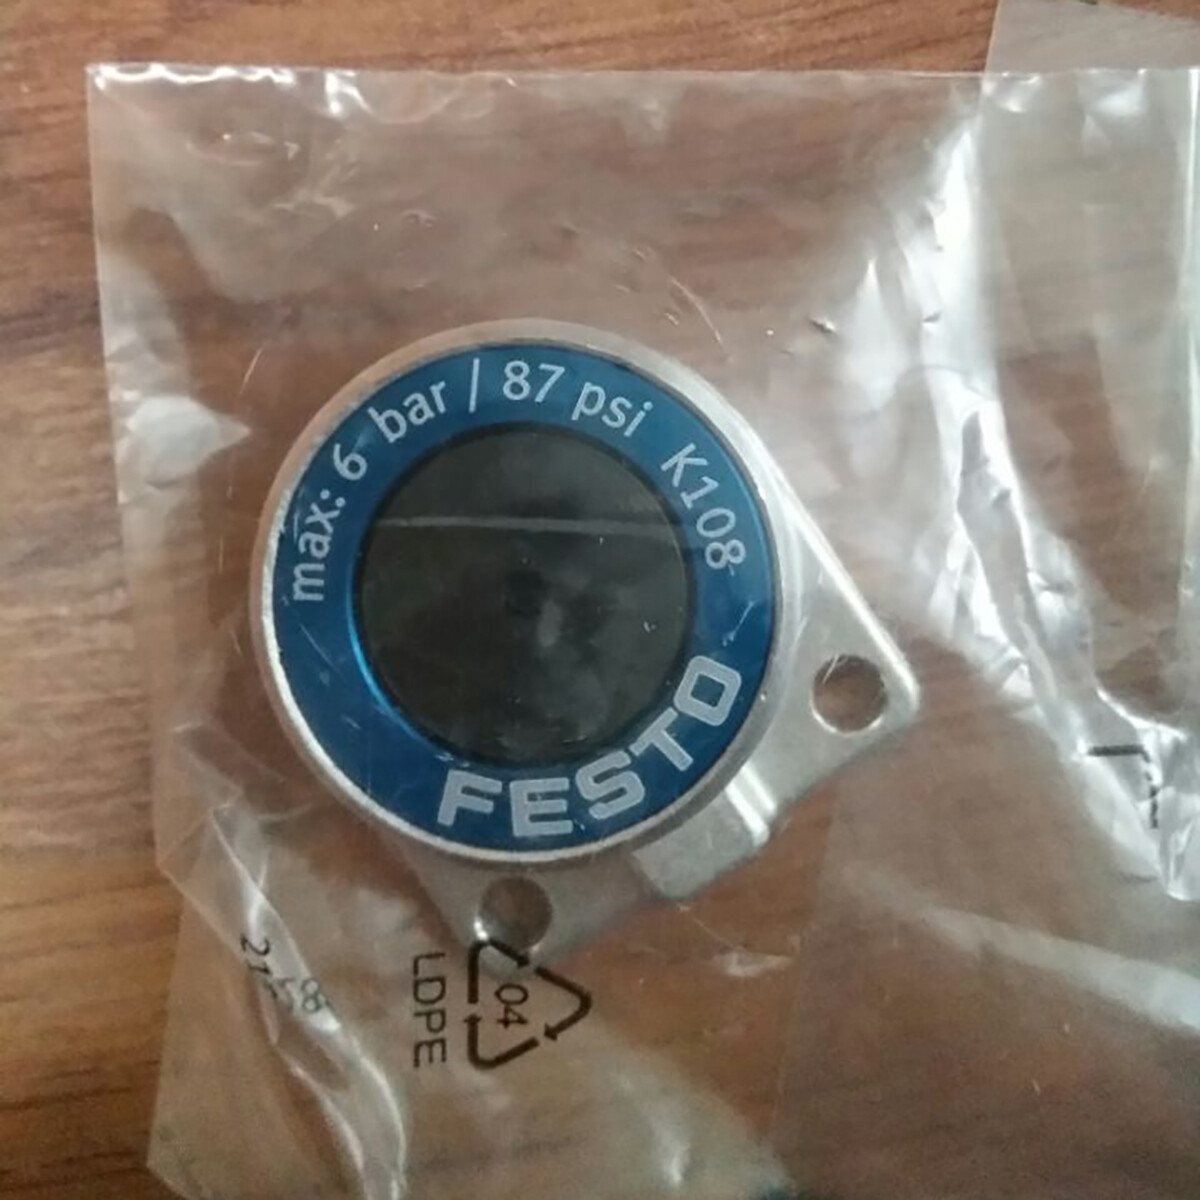 max: 6 bar / 87 psi K108
FESTO
04
LDPE